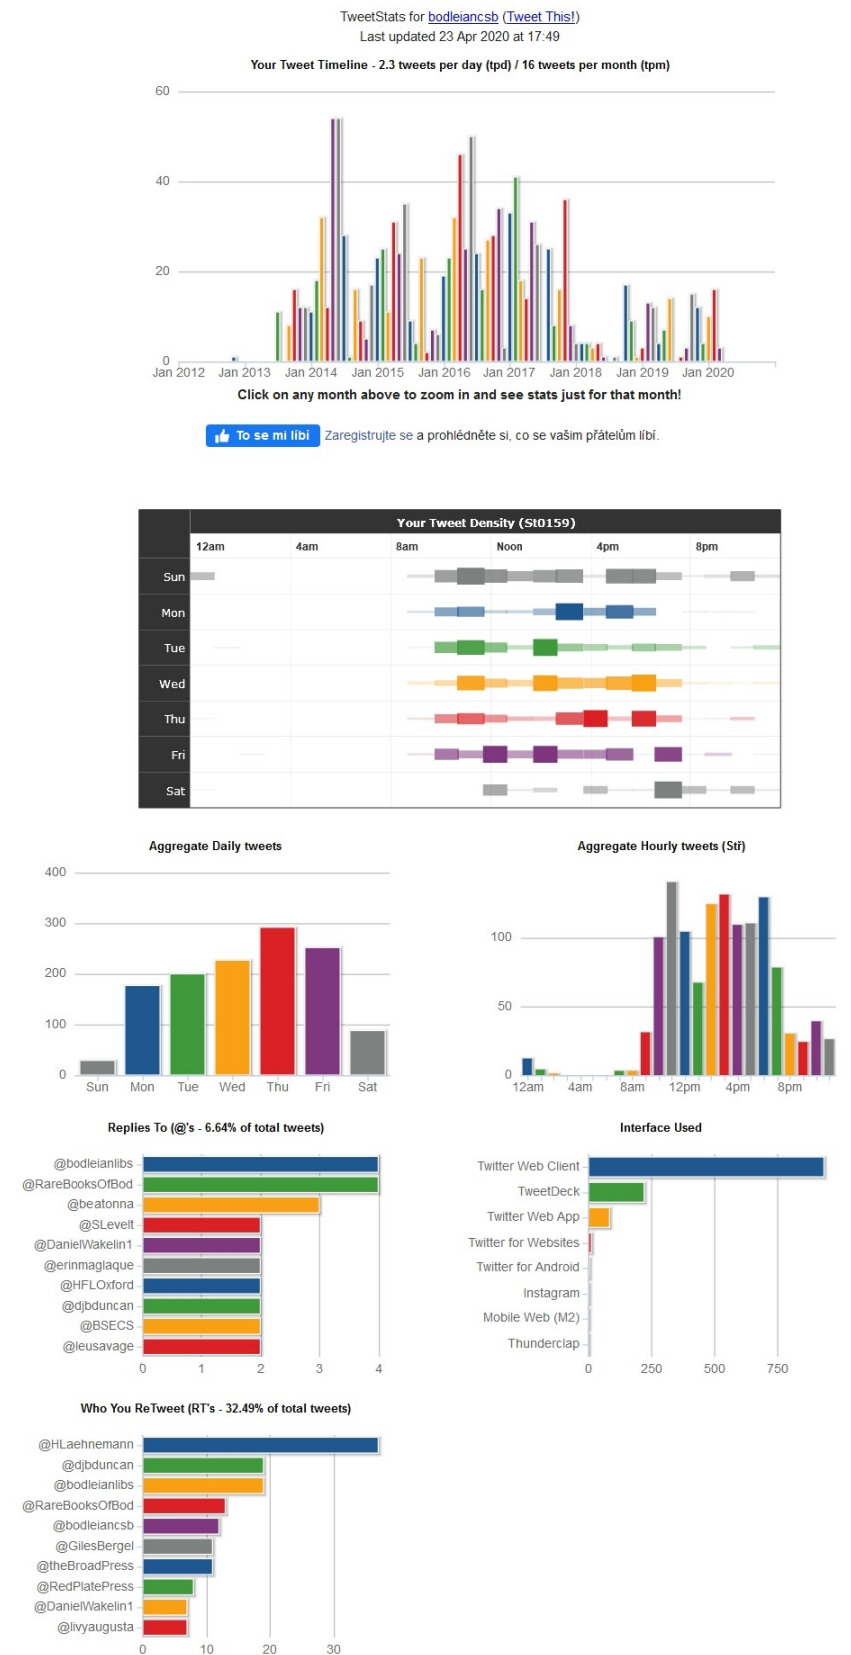 TweetStats for bodleiancsb (Tweet This!)
Last updated 23 Apr 2020 at 17:49
Your Tweet Timeline - 2.3 tweets per day (tpd) / 16 tweets per month (tpm)
60
40
20
0
Jan 2012 Jan 2013 Jan 2014 Jan 2015 Jan 2016 Jan 2017 Jan 2018 Jan 2019 Jan 2020
Click on any month above to zoom in and see stats just for that month!
To se mi líbí Zaregistrujte se a prohlédněte si, co se vašim přátelům líbí.
Your Tweet Density (St0159)
12am 4am 8am Noon 4pm 8pm
Sun
Mon
Tue
Wed
Thu
Fri
Sat
Aggregate Daily tweets
400
300
200
100
0
Sun Mon Tue Wed Thu Fri Sat
Aggregate Hourly tweets (Stř)
100
50
0
12am 4am 8am 12pm 4pm 8pm
Replies To (@'s - 6.64% of total tweets)
@bodleianlibs
@RareBooksOfBod
@beatonna
@SLevelt
@DanielWakelin1
@erinmaglaque
@HFLOxford
@djbduncan
@BSECS
@leusavage
0 1 2 3 4
Interface Used
Twitter Web Client
TweetDeck
Twitter Web App
Twitter for Websites
Twitter for Android
Instagram
Mobile Web (M2)
Thunderclap
0 250 500 750
Who You ReTweet (RT's - 32.49% of total tweets)
@HLaehnemann
@djbduncan
@bodleianlibs
@RareBooksOfBod
@bodleiancsb
@GilesBergel
@theBroadPress
@RedPlatePress
@DanielWakelin1
@livyaugusta
0 10 20 30